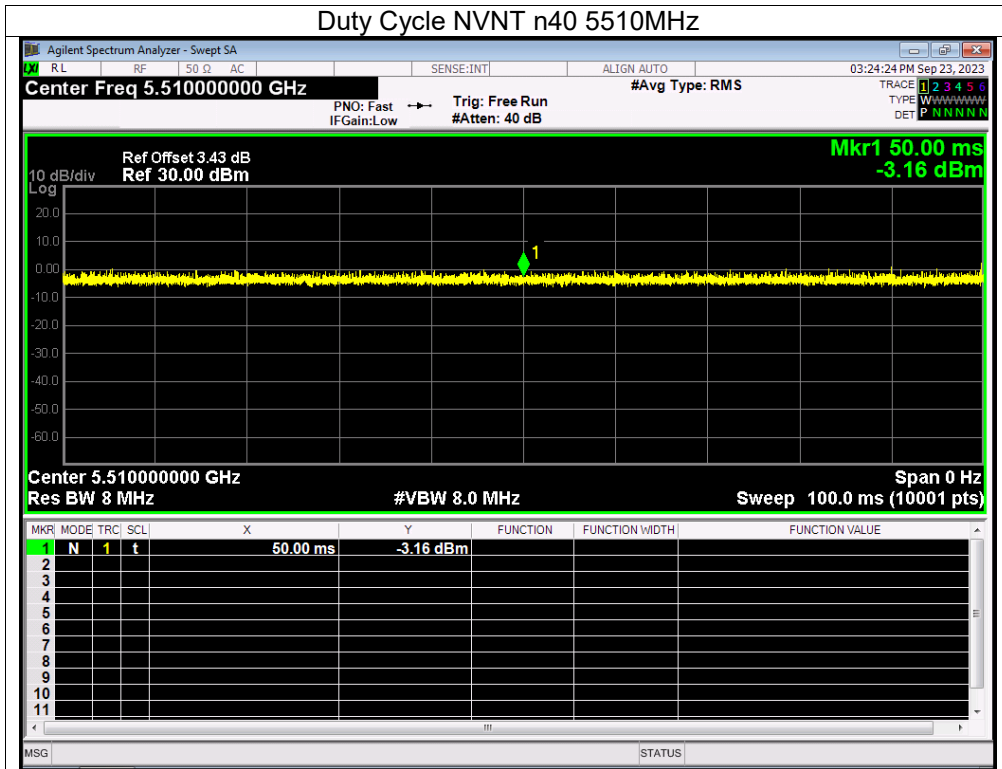 Duty Cycle NVNT n40 5510MHz
Agilent Spectrum Analyzer - Swept SA
LXI RL RF 50 Ω AC SENSE:INT ALIGN AUTO 03:24:24 PM Sep 23, 2023
Center Freq 5.510000000 GHz #Avg Type: RMS TRACE 1 2 3 4 5 6
PNO: Fast Trig: Free Run TYPE WWWWWW
IFGain:Low #Atten: 40 dB DET P N N N N N
Mkr1 50.00 ms
Ref Offset 3.43 dB
10 dB/div Ref 30.00 dBm -3.16 dBm
Log
20.0
10.0
1
0.00
-10.0
-20.0
-30.0
-40.0
-50.0
-60.0
Center 5.510000000 GHz Span 0 Hz
Res BW 8 MHz #VBW 8.0 MHz Sweep 100.0 ms (10001 pts)
MKR MODE TRC SCL X Y FUNCTION FUNCTION WIDTH FUNCTION VALUE
1 N 1 t 50.00 ms -3.16 dBm
2
3
4
5
6
7
8
9
10
11
MSG STATUS